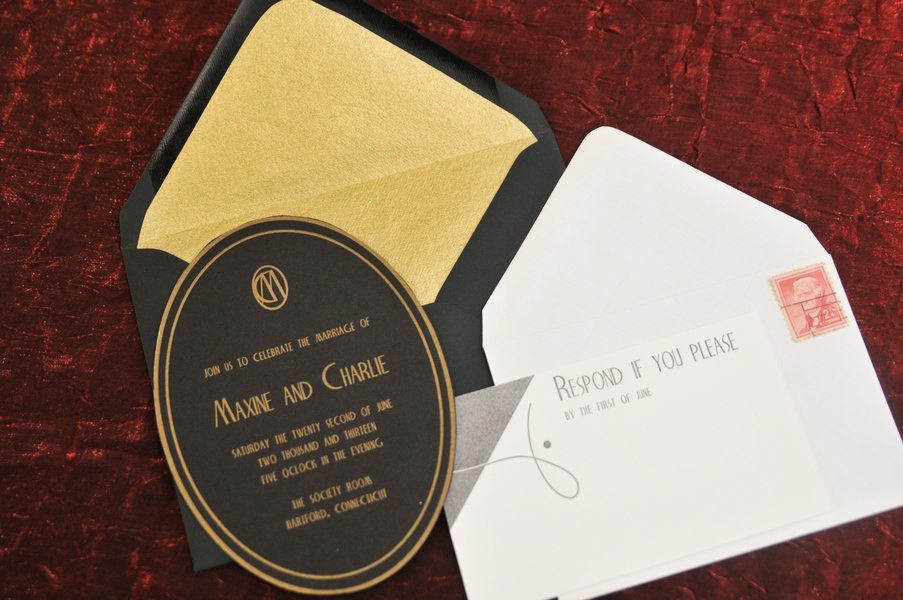 JOIN US TO CELEBRATE THE MARRIAGE OF
MAXINE AND CHARLIE
SATURDAY THE TWENTY SECOND OF JUNE
TWO THOUSAND AND THIRTEEN
FIVE OCLOCK IN THE EVENING
THE SOCIETY ROOM
HARTFORD, CONNECTICUT
RESPOND IF YOU PLEASE
BY THE FIRST OF JUNE